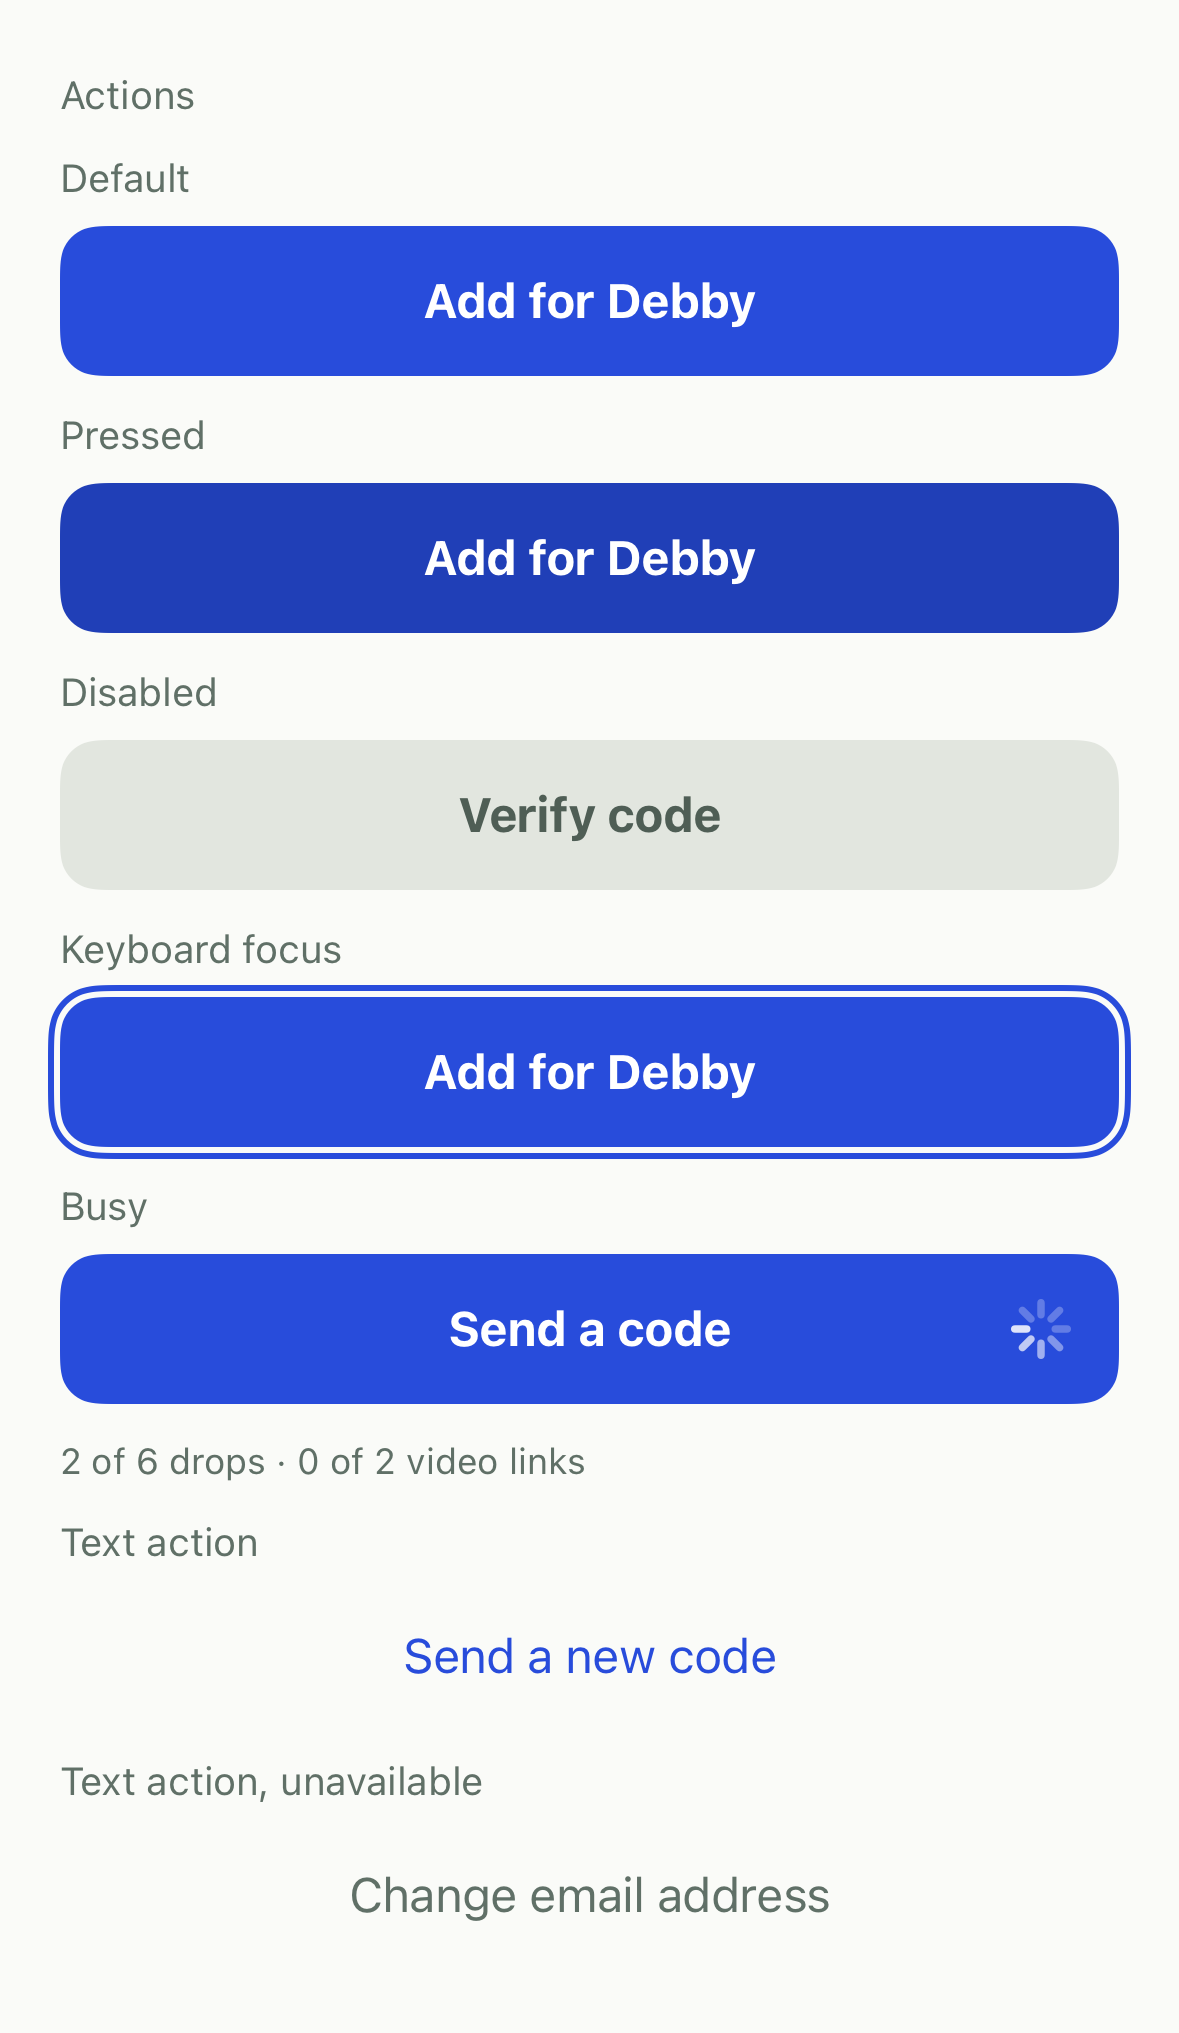 Actions
Default
Add for Debby
Pressed
Add for Debby
Disabled
Verify code
Keyboard focus
Add for Debby
Busy
Send a code
2 of 6 drops · 0 of 2 video links
Text action
Send a new code
Text action, unavailable
Change email address